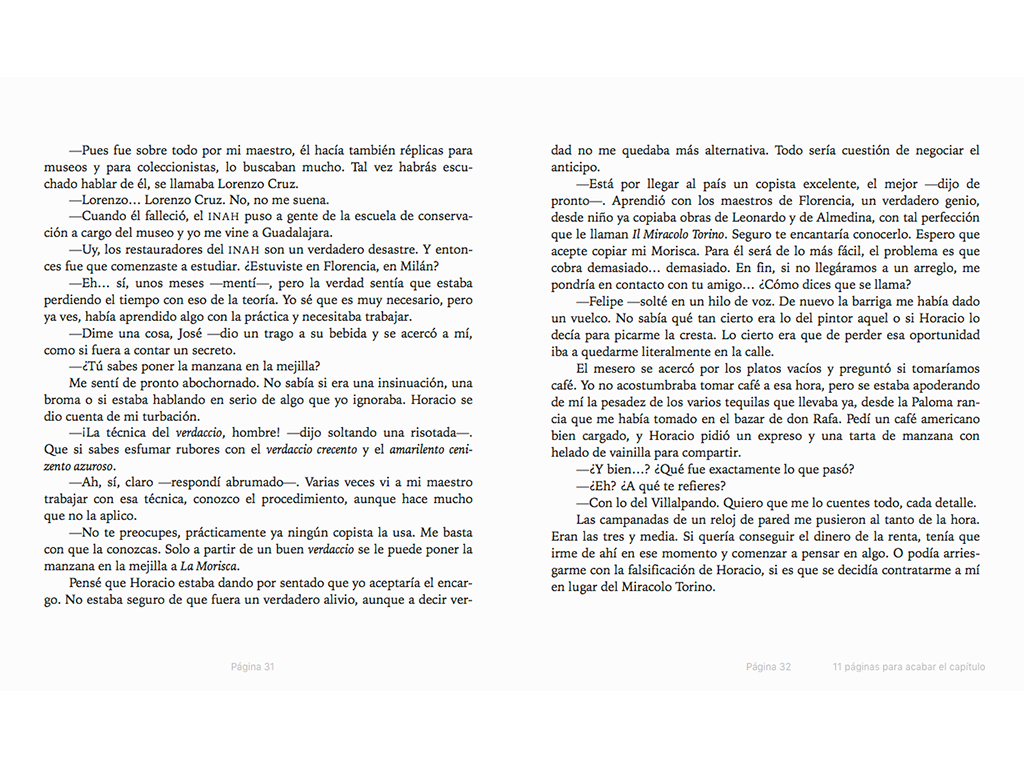 —Pues fue sobre todo por mi maestro, él hacía también réplicas para
museos y para coleccionistas, lo buscaban mucho. Tal vez habrás escu-
chado hablar de él, se llamaba Lorenzo Cruz.
—Lorenzo… Lorenzo Cruz. No, no me suena.
—Cuando él falleció, el INAH puso a gente de la escuela de conserva-
ción a cargo del museo y yo me vine a Guadalajara.
—Uy, los restauradores del INAH son un verdadero desastre. Y enton-
ces fue que comenzaste a estudiar. ¿Estuviste en Florencia, en Milán?
—Eh… sí, unos meses —mentí—, pero la verdad sentía que estaba
perdiendo el tiempo con eso de la teoría. Yo sé que es muy necesario, pero
ya ves, había aprendido algo con la práctica y necesitaba trabajar.
—Dime una cosa, José —dio un trago a su bebida y se acercó a mí,
como si fuera a contar un secreto.
—¿Tú sabes poner la manzana en la mejilla?
Me sentí de pronto abochornado. No sabía si era una insinuación, una
broma o si estaba hablando en serio de algo que yo ignoraba. Horacio se
dio cuenta de mi turbación.
—¡La técnica del verdaccio, hombre! —dijo soltando una risotada—.
Que si sabes esfumar rubores con el verdaccio crecento y el amarilento ceni-
zento azuroso.
—Ah, sí, claro —respondí abrumado—. Varias veces vi a mi maestro
trabajar con esa técnica, conozco el procedimiento, aunque hace mucho
que no la aplico.
—No te preocupes, prácticamente ya ningún copista la usa. Me basta
con que la conozcas. Solo a partir de un buen verdaccio se le puede poner la
manzana en la mejilla a La Morisca.
Pensé que Horacio estaba dando por sentado que yo aceptaría el encar-
go. No estaba seguro de que fuera un verdadero alivio, aunque a decir ver-
Página 31
dad no me quedaba más alternativa. Todo sería cuestión de negociar el
anticipo.
—Está por llegar al país un copista excelente, el mejor —dijo de
pronto—. Aprendió con los maestros de Florencia, un verdadero genio,
desde niño ya copiaba obras de Leonardo y de Almedina, con tal perfección
que le llaman Il Miracolo Torino. Seguro te encantaría conocerlo. Espero que
acepte copiar mi Morisca. Para él será de lo más fácil, el problema es que
cobra demasiado… demasiado. En fin, si no llegáramos a un arreglo, me
pondría en contacto con tu amigo… ¿Cómo dices que se llama?
—Felipe —solté en un hilo de voz. De nuevo la barriga me había dado
un vuelco. No sabía qué tan cierto era lo del pintor aquel o si Horacio lo
decía para picarme la cresta. Lo cierto era que de perder esa oportunidad
iba a quedarme literalmente en la calle.
El mesero se acercó por los platos vacíos y preguntó si tomaríamos
café. Yo no acostumbraba tomar café a esa hora, pero se estaba apoderando
de mí la pesadez de los varios tequilas que llevaba ya, desde la Paloma ran-
cia que me había tomado en el bazar de don Rafa. Pedí un café americano
bien cargado, y Horacio pidió un expreso y una tarta de manzana con
helado de vainilla para compartir.
—¿Y bien…? ¿Qué fue exactamente lo que pasó?
—¿Eh? ¿A qué te refieres?
—Con lo del Villalpando. Quiero que me lo cuentes todo, cada detalle.
Las campanadas de un reloj de pared me pusieron al tanto de la hora.
Eran las tres y media. Si quería conseguir el dinero de la renta, tenía que
irme de ahí en ese momento y comenzar a pensar en algo. O podía arries-
garme con la falsificación de Horacio, si es que se decidía contratarme a mí
en lugar del Miracolo Torino.
Página 32
11 páginas para acabar el capítulo